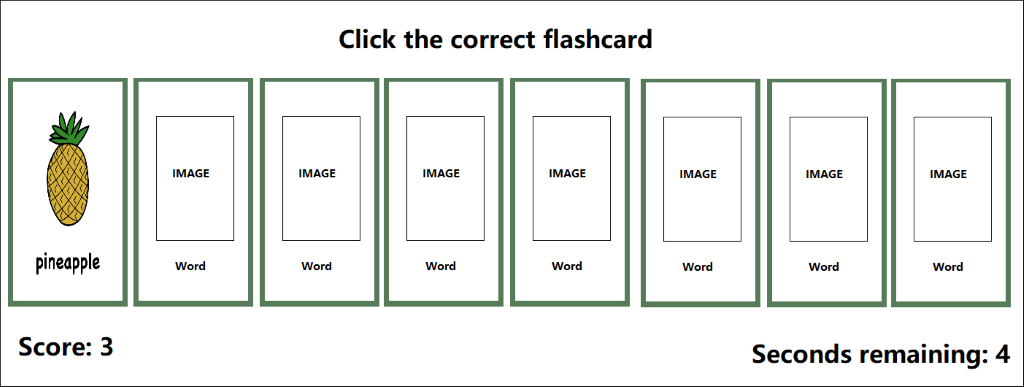 Click the correct flashcard
IMAGE IMAGE IMAGE IMAGE IMAGE IMAGE IMAGE
pineapple Word Word Word Word Word Word Word
Score: 3
Seconds remaining: 4